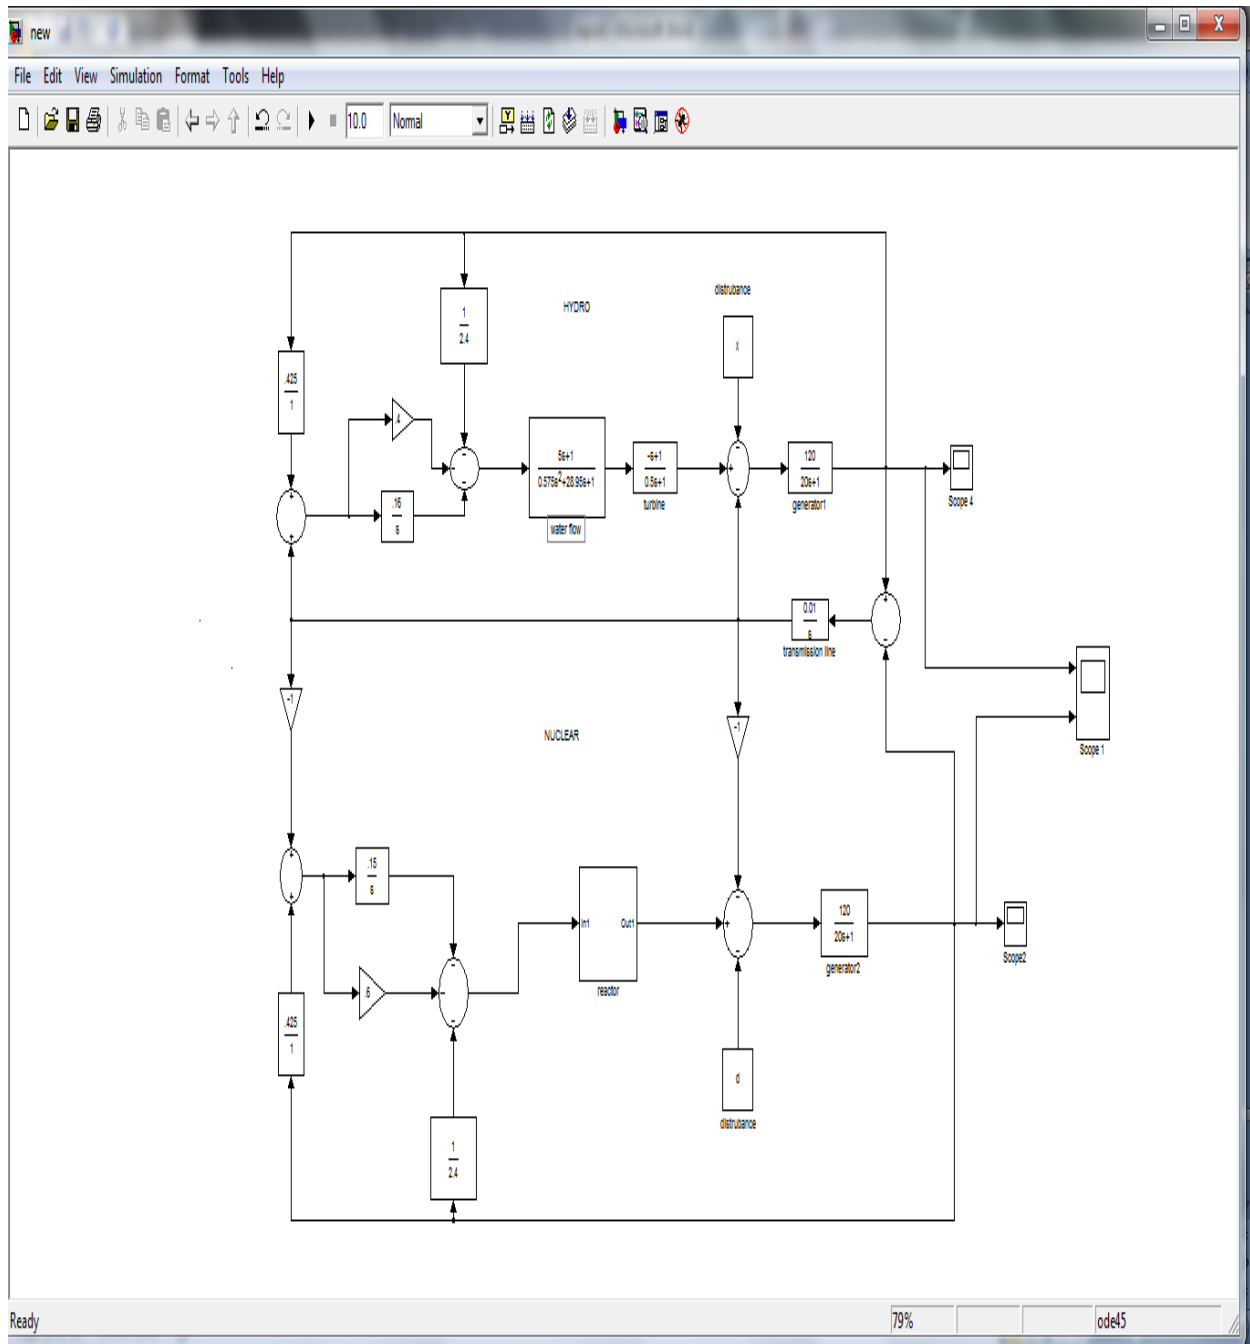 new
File Edit View Simulation Format Tools Help
10.0 Normal
distrubance
HYDRO
1
2.4
x
.425
1
.4
5s+1
0.575s2+28.95s+1
-s+1
0.5s+1
turbine
120
20s+1
generator1
Scope 4
.16
s
water flow
0.01
s
transmission line
-1
-1
NUCLEAR
Scope 1
.15
s
In1 Out1
reactor
120
20s+1
generator2
Scope2
.6
.425
1
d
distrubance
1
2.4
Ready 79% ode45